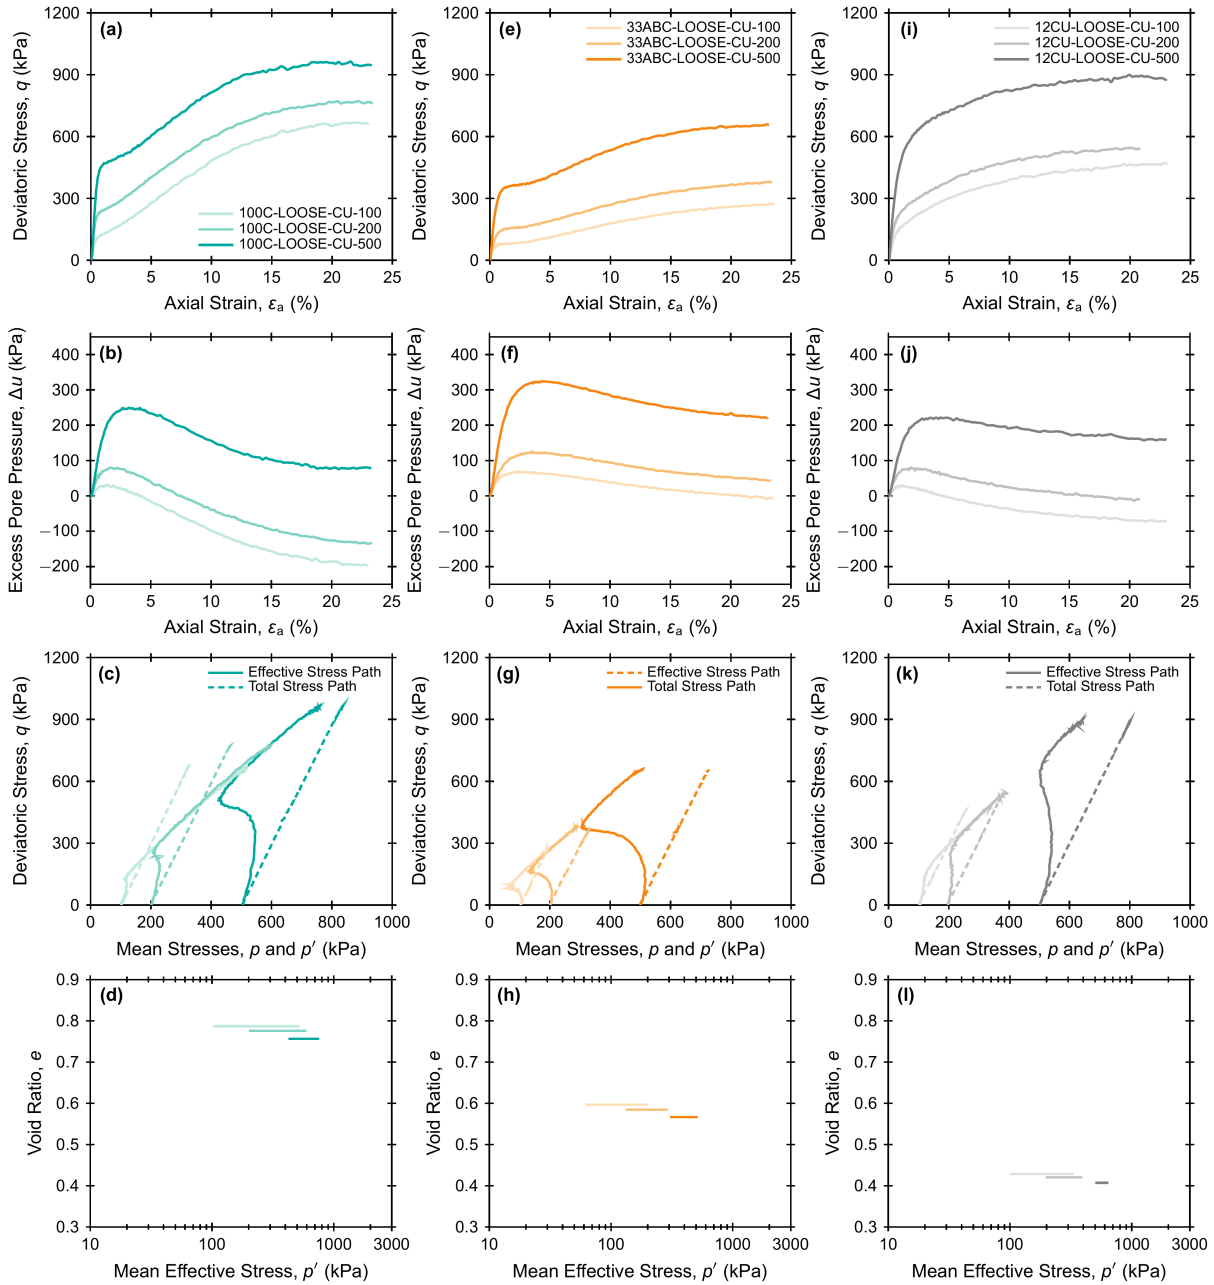 (a)
1200
900
600
300
0
0 5 10 15 20 25
Deviatoric Stress, q (kPa)
Axial Strain, εa (%)
100C-LOOSE-CU-100
100C-LOOSE-CU-200
100C-LOOSE-CU-500
(e)
1200
900
600
300
0
0 5 10 15 20 25
Deviatoric Stress, q (kPa)
Axial Strain, εa (%)
33ABC-LOOSE-CU-100
33ABC-LOOSE-CU-200
33ABC-LOOSE-CU-500
(i)
1200
900
600
300
0
0 5 10 15 20 25
Deviatoric Stress, q (kPa)
Axial Strain, εa (%)
12CU-LOOSE-CU-100
12CU-LOOSE-CU-200
12CU-LOOSE-CU-500
(b)
400
300
200
100
0
−100
−200
0 5 10 15 20 25
Excess Pore Pressure, Δu (kPa)
Axial Strain, εa (%)
(f)
400
300
200
100
0
−100
−200
0 5 10 15 20 25
Excess Pore Pressure, Δu (kPa)
Axial Strain, εa (%)
(j)
400
300
200
100
0
−100
−200
0 5 10 15 20 25
Excess Pore Pressure, Δu (kPa)
Axial Strain, εa (%)
(c)
1200
900
600
300
0
0 200 400 600 800 1000
Deviatoric Stress, q (kPa)
Mean Stresses, p and p′ (kPa)
Effective Stress Path
Total Stress Path
(g)
1200
900
600
300
0
0 200 400 600 800 1000
Deviatoric Stress, q (kPa)
Mean Stresses, p and p′ (kPa)
Effective Stress Path
Total Stress Path
(k)
1200
900
600
300
0
0 200 400 600 800 1000
Deviatoric Stress, q (kPa)
Mean Stresses, p and p′ (kPa)
Effective Stress Path
Total Stress Path
(d)
0.9
0.8
0.7
0.6
0.5
0.4
0.3
10 100 1000 3000
Void Ratio, e
Mean Effective Stress, p′ (kPa)
(h)
0.9
0.8
0.7
0.6
0.5
0.4
0.3
10 100 1000 3000
Void Ratio, e
Mean Effective Stress, p′ (kPa)
(l)
0.9
0.8
0.7
0.6
0.5
0.4
0.3
10 100 1000 3000
Void Ratio, e
Mean Effective Stress, p′ (kPa)